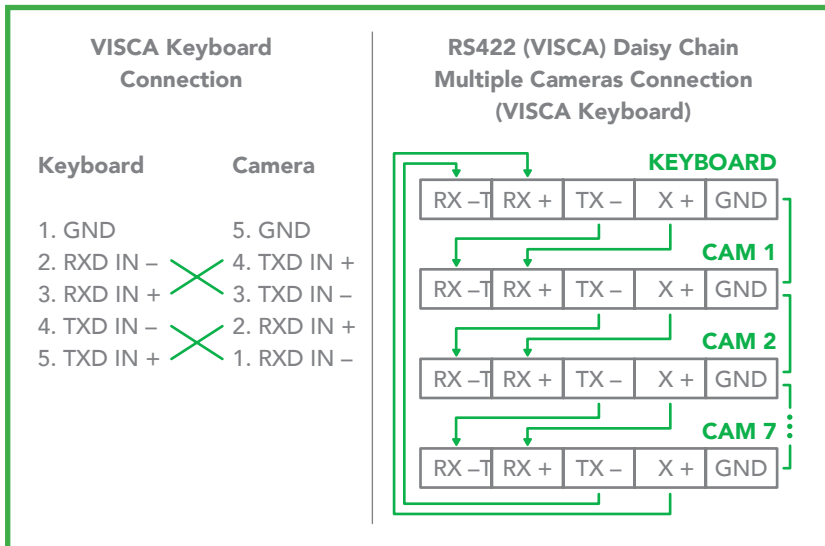 VISCA Keyboard
Connection
Keyboard Camera
1. GND 5. GND
2. RXD IN – 4. TXD IN +
3. RXD IN + 3. TXD IN –
4. TXD IN – 2. RXD IN +
5. TXD IN + 1. RXD IN –
RS422 (VISCA) Daisy Chain
Multiple Cameras Connection
(VISCA Keyboard)
KEYBOARD
RX –T RX + TX – X + GND
CAM 1
RX –T RX + TX – X + GND
CAM 2
RX –T RX + TX – X + GND
CAM 7
RX –T RX + TX – X + GND